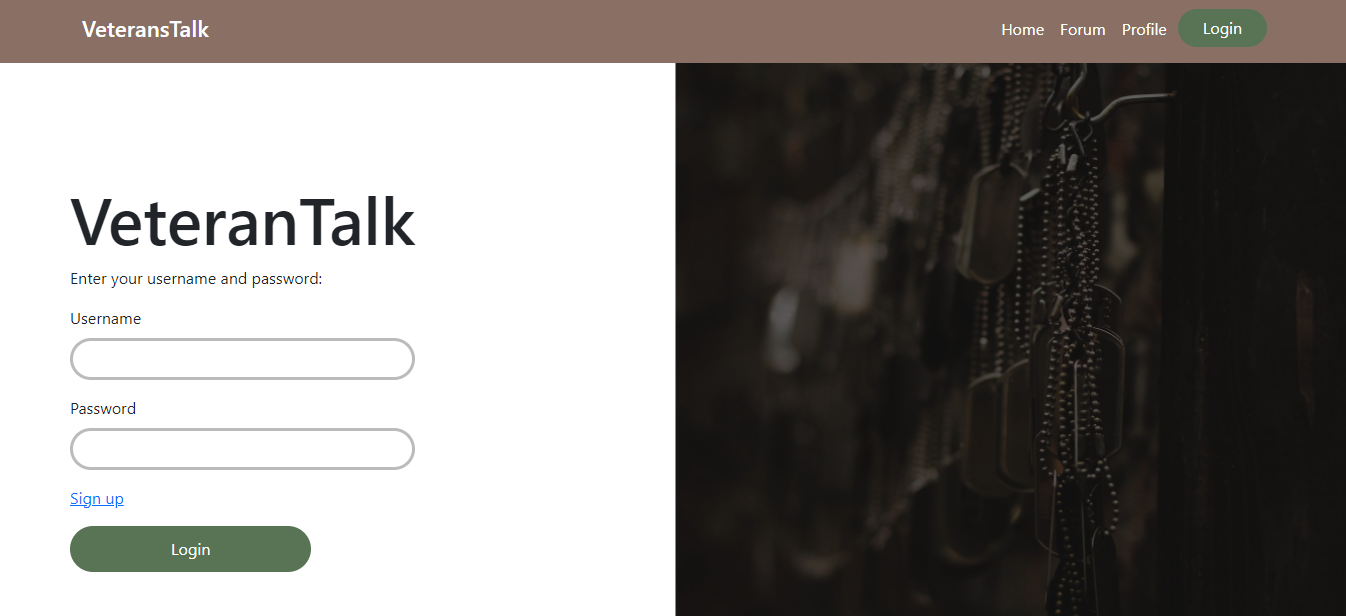 VeteransTalk
Home Forum Profile Login
VeteranTalk
Enter your username and password:
Username
Password
Sign up
Login